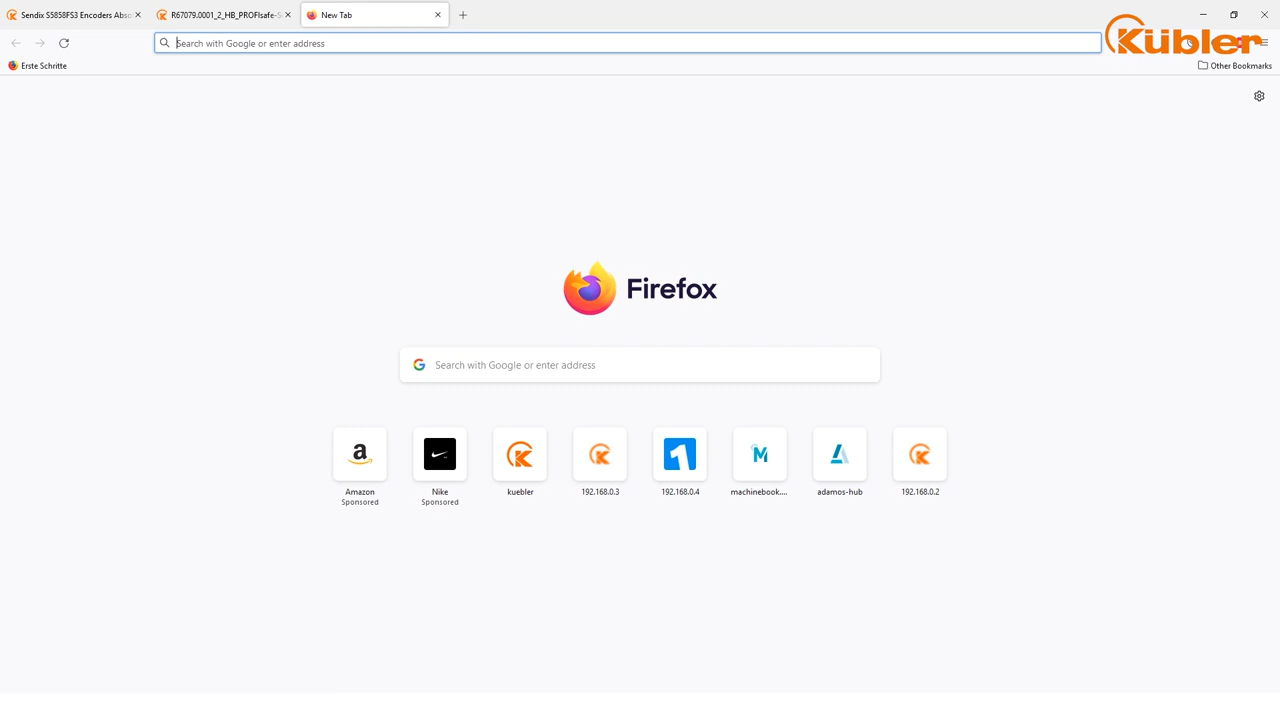 Sendix S5858FS3 Encoders Abso
R67079.0001_2_HB_PROFIsafe-S
New Tab
Search with Google or enter address
Kübler
Erste Schritte
Other Bookmarks
Firefox
Search with Google or enter address
Amazon
Sponsored
Nike
Sponsored
kuebler
192.168.0.3
192.168.0.4
machinebook....
adamos-hub
192.168.0.2